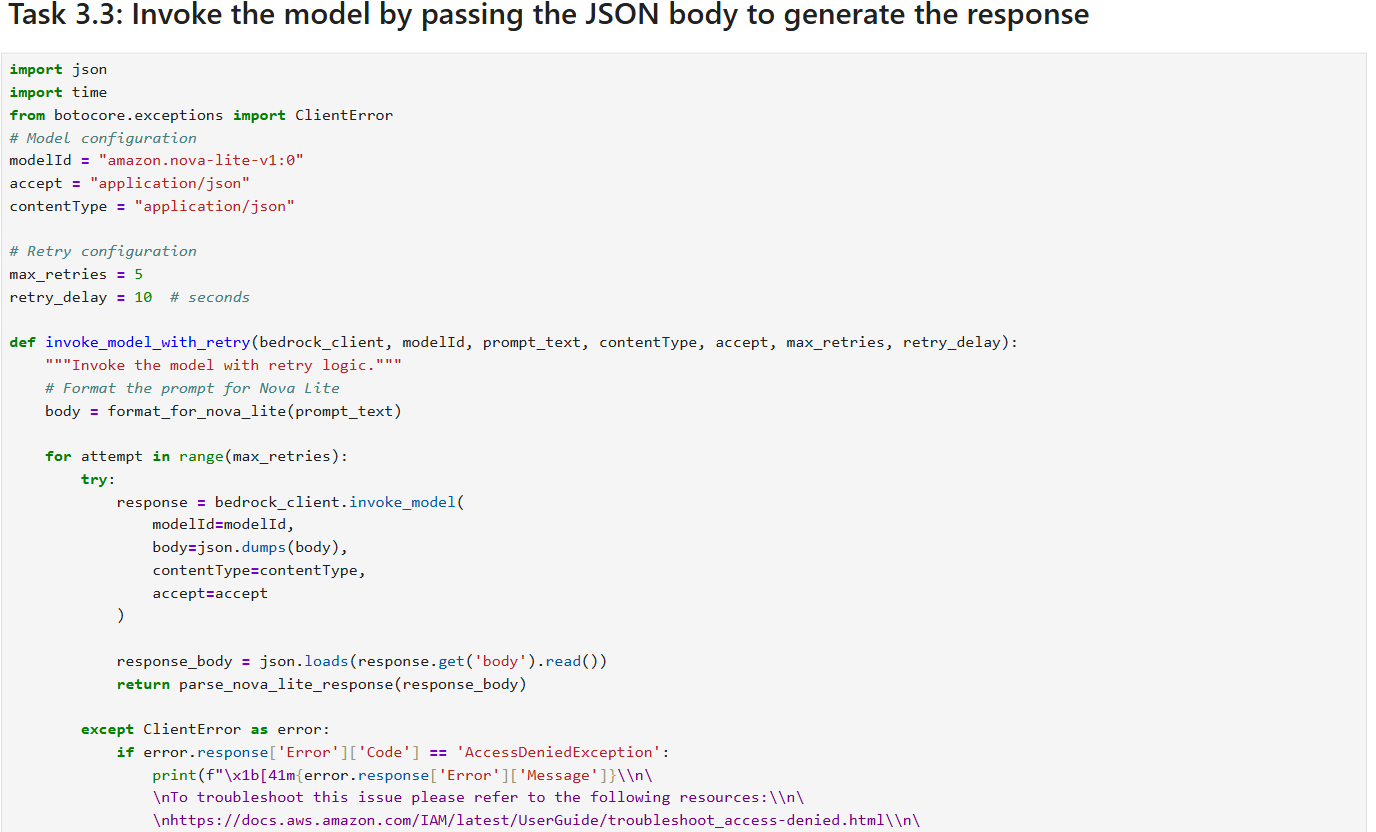 Task 3.3: Invoke the model by passing the JSON body to generate the response
import json
import time
from botocore.exceptions import ClientError
# Model configuration
modelId = "amazon.nova-lite-v1:0"
accept = "application/json"
contentType = "application/json"

# Retry configuration
max_retries = 5
retry_delay = 10  # seconds

def invoke_model_with_retry(bedrock_client, modelId, prompt_text, contentType, accept, max_retries, retry_delay):
    """Invoke the model with retry logic."""
    # Format the prompt for Nova Lite
    body = format_for_nova_lite(prompt_text)

    for attempt in range(max_retries):
        try:
            response = bedrock_client.invoke_model(
                modelId=modelId,
                body=json.dumps(body),
                contentType=contentType,
                accept=accept
            )

            response_body = json.loads(response.get('body').read())
            return parse_nova_lite_response(response_body)

        except ClientError as error:
            if error.response['Error']['Code'] == 'AccessDeniedException':
                print(f"\x1b[41m{error.response['Error']['Message']}\\n\
                \nTo troubleshoot this issue please refer to the following resources:\\n\
                \nhttps://docs.aws.amazon.com/IAM/latest/UserGuide/troubleshoot_access-denied.html\\n\